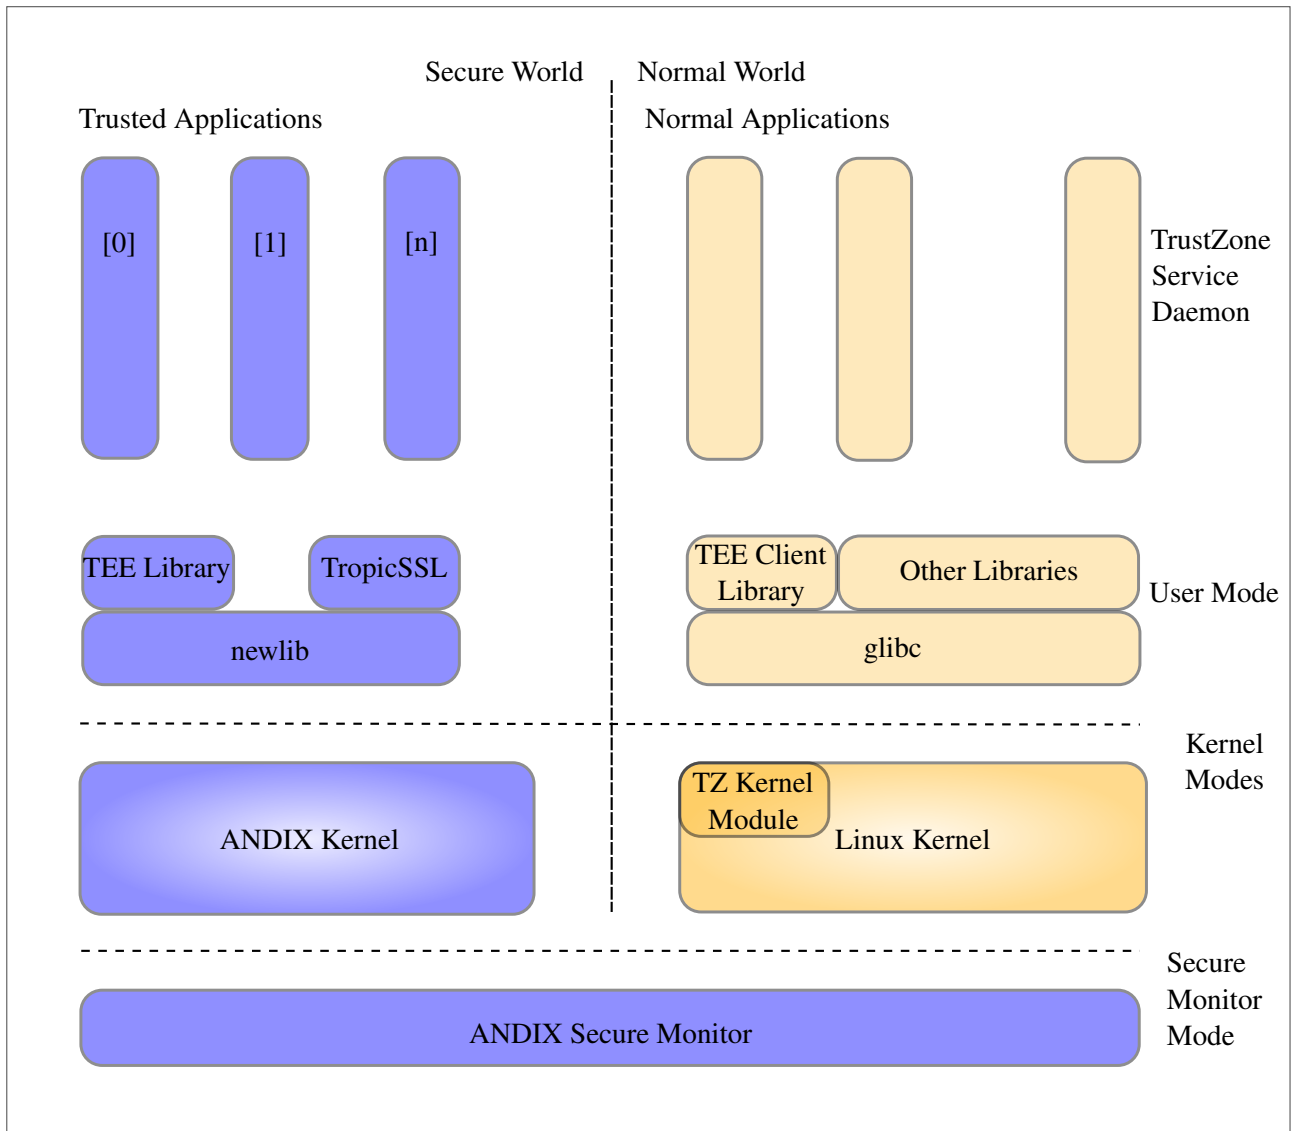 Secure World
Normal World
Trusted Applications
Normal Applications
[0]
[1]
[n]
TrustZone
Service
Daemon
TEE Library
TropicSSL
TEE Client
Library
Other Libraries
User Mode
newlib
glibc
Kernel
Modes
TZ Kernel
Module
ANDIX Kernel
Linux Kernel
Secure
Monitor
Mode
ANDIX Secure Monitor